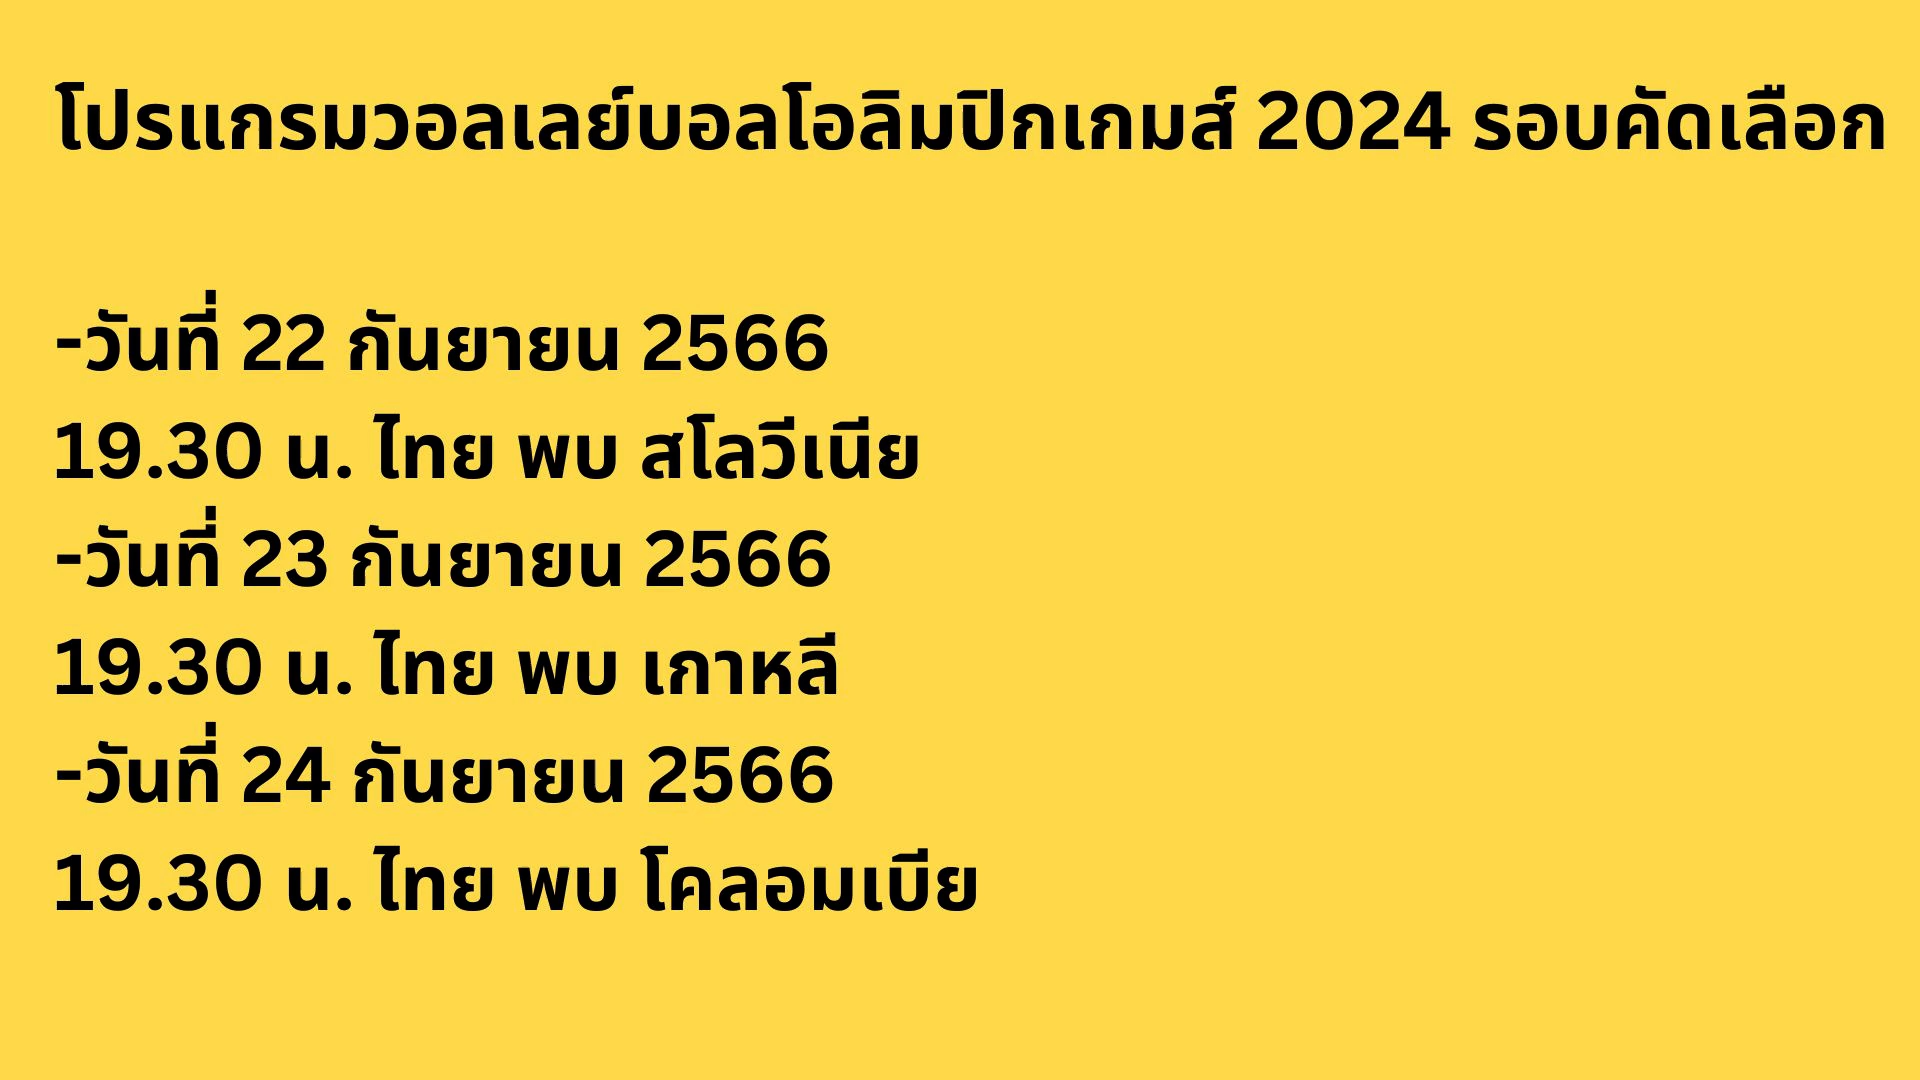 โปรแกรมวอลเลย์บอลโอลิมปิกเกมส์ 2024 รอบคัดเลือก
-วันที่ 22 กันยายน 2566
19.30 น. ไทย พบ สโลวีเนีย
-วันที่ 23 กันยายน 2566
19.30 น. ไทย พบ เกาหลี
-วันที่ 24 กันยายน 2566
19.30 น. ไทย พบ โคลอมเบีย